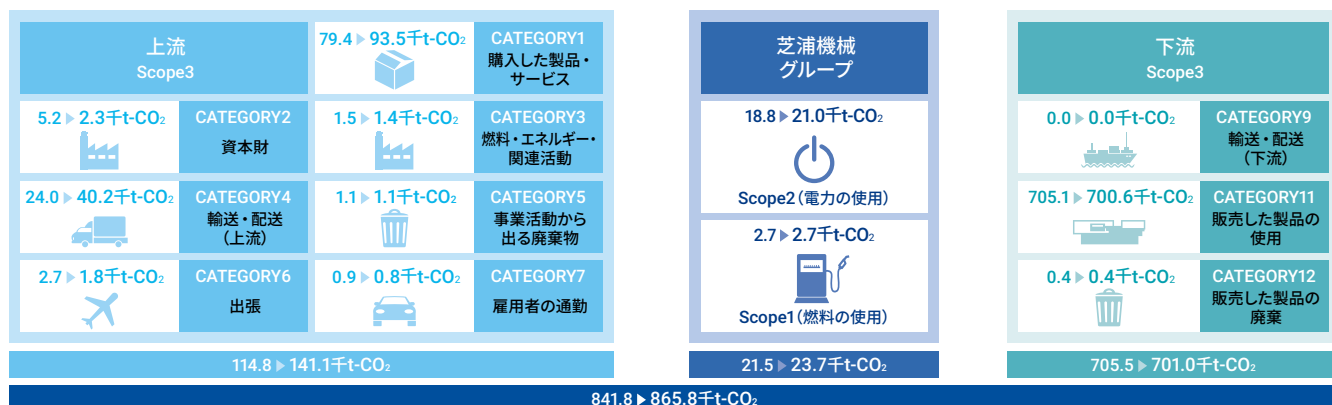 上流
Scope3
79.4 ▶ 93.5千t-CO₂
CATEGORY1
購入した製品・
サービス
5.2 ▶ 2.3千t-CO₂
CATEGORY2
資本財
1.5 ▶ 1.4千t-CO₂
CATEGORY3
燃料・エネルギー・
関連活動
24.0 ▶ 40.2千t-CO₂
CATEGORY4
輸送・配送
（上流）
1.1 ▶ 1.1千t-CO₂
CATEGORY5
事業活動から
出る廃棄物
2.7 ▶ 1.8千t-CO₂
CATEGORY6
出張
0.9 ▶ 0.8千t-CO₂
CATEGORY7
雇用者の通勤
114.8 ▶ 141.1千t-CO₂
芝浦機械
グループ
18.8 ▶ 21.0千t-CO₂
Scope2（電力の使用）
2.7 ▶ 2.7千t-CO₂
Scope1（燃料の使用）
21.5 ▶ 23.7千t-CO₂
下流
Scope3
0.0 ▶ 0.0千t-CO₂
CATEGORY9
輸送・配送
（下流）
705.1 ▶ 700.6千t-CO₂
CATEGORY11
販売した製品の
使用
0.4 ▶ 0.4千t-CO₂
CATEGORY12
販売した製品の
廃棄
705.5 ▶ 701.0千t-CO₂
841.8 ▶ 865.8千t-CO₂